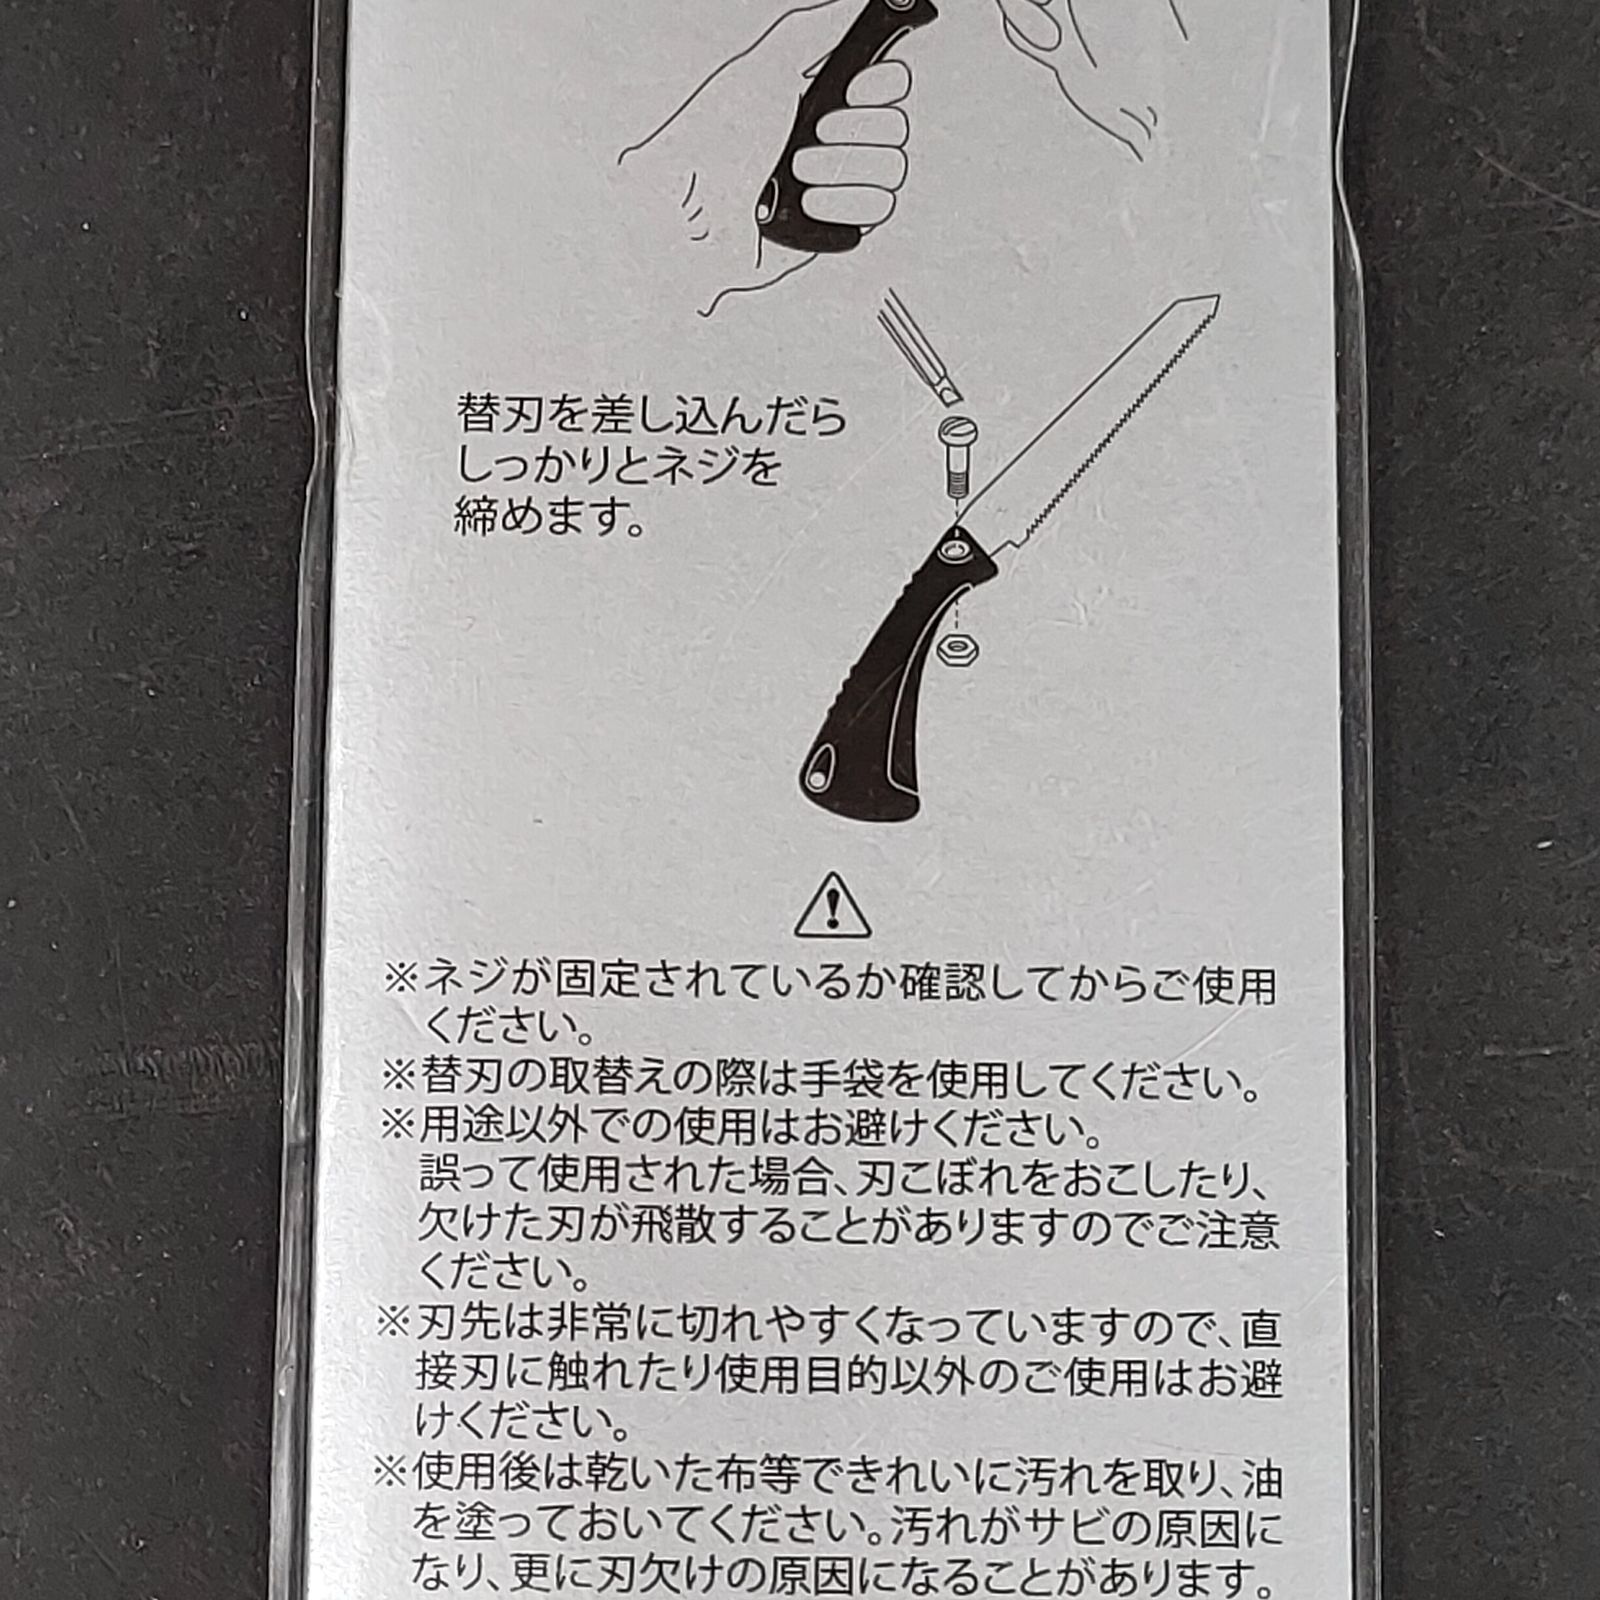 替刃を差し込んだら
しっかりとネジを
締めます。
※ネジが固定されているか確認してからご使用
ください。
※替刃の取替えの際は手袋を使用してください。
※用途以外での使用はお避けください。
誤って使用された場合、刃こぼれをおこしたり、
欠けた刃が飛散することがありますのでご注意
ください。
※刃先は非常に切れやすくなっていますので、直
接刃に触れたり使用目的以外のご使用はお避
けください。
※使用後は乾いた布等できれいに汚れを取り、油
を塗っておいてください。汚れがサビの原因に
なり、更に刃欠けの原因になることがあります。